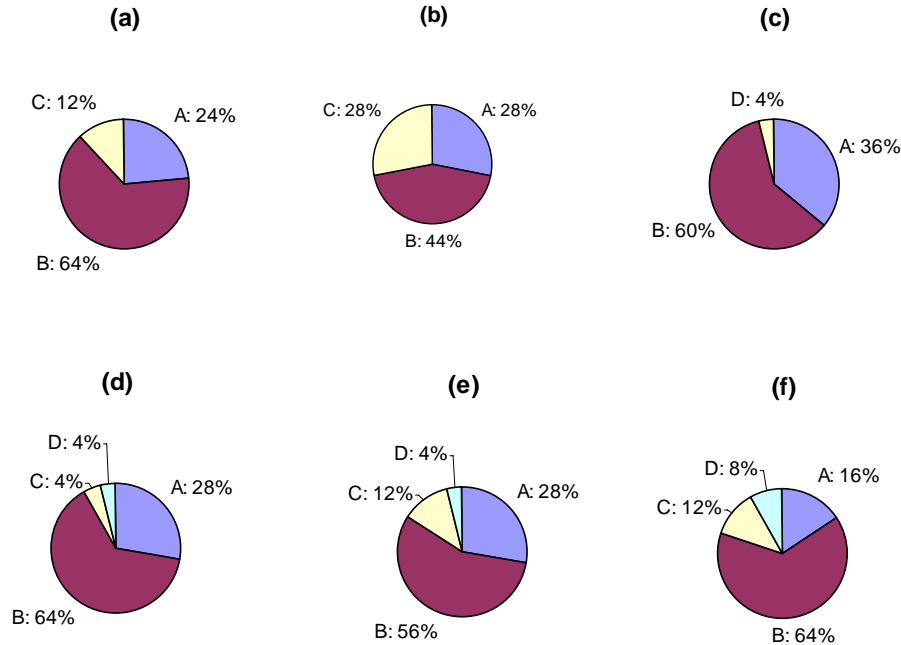 (a)
(b)
(c)
C: 12%
A: 24%
B: 64%
C: 28%
A: 28%
B: 44%
D: 4%
A: 36%
B: 60%
(d)
(e)
(f)
D: 4%
C: 4%
A: 28%
B: 64%
D: 4%
C: 12%
A: 28%
B: 56%
D: 8%
A: 16%
C: 12%
B: 64%